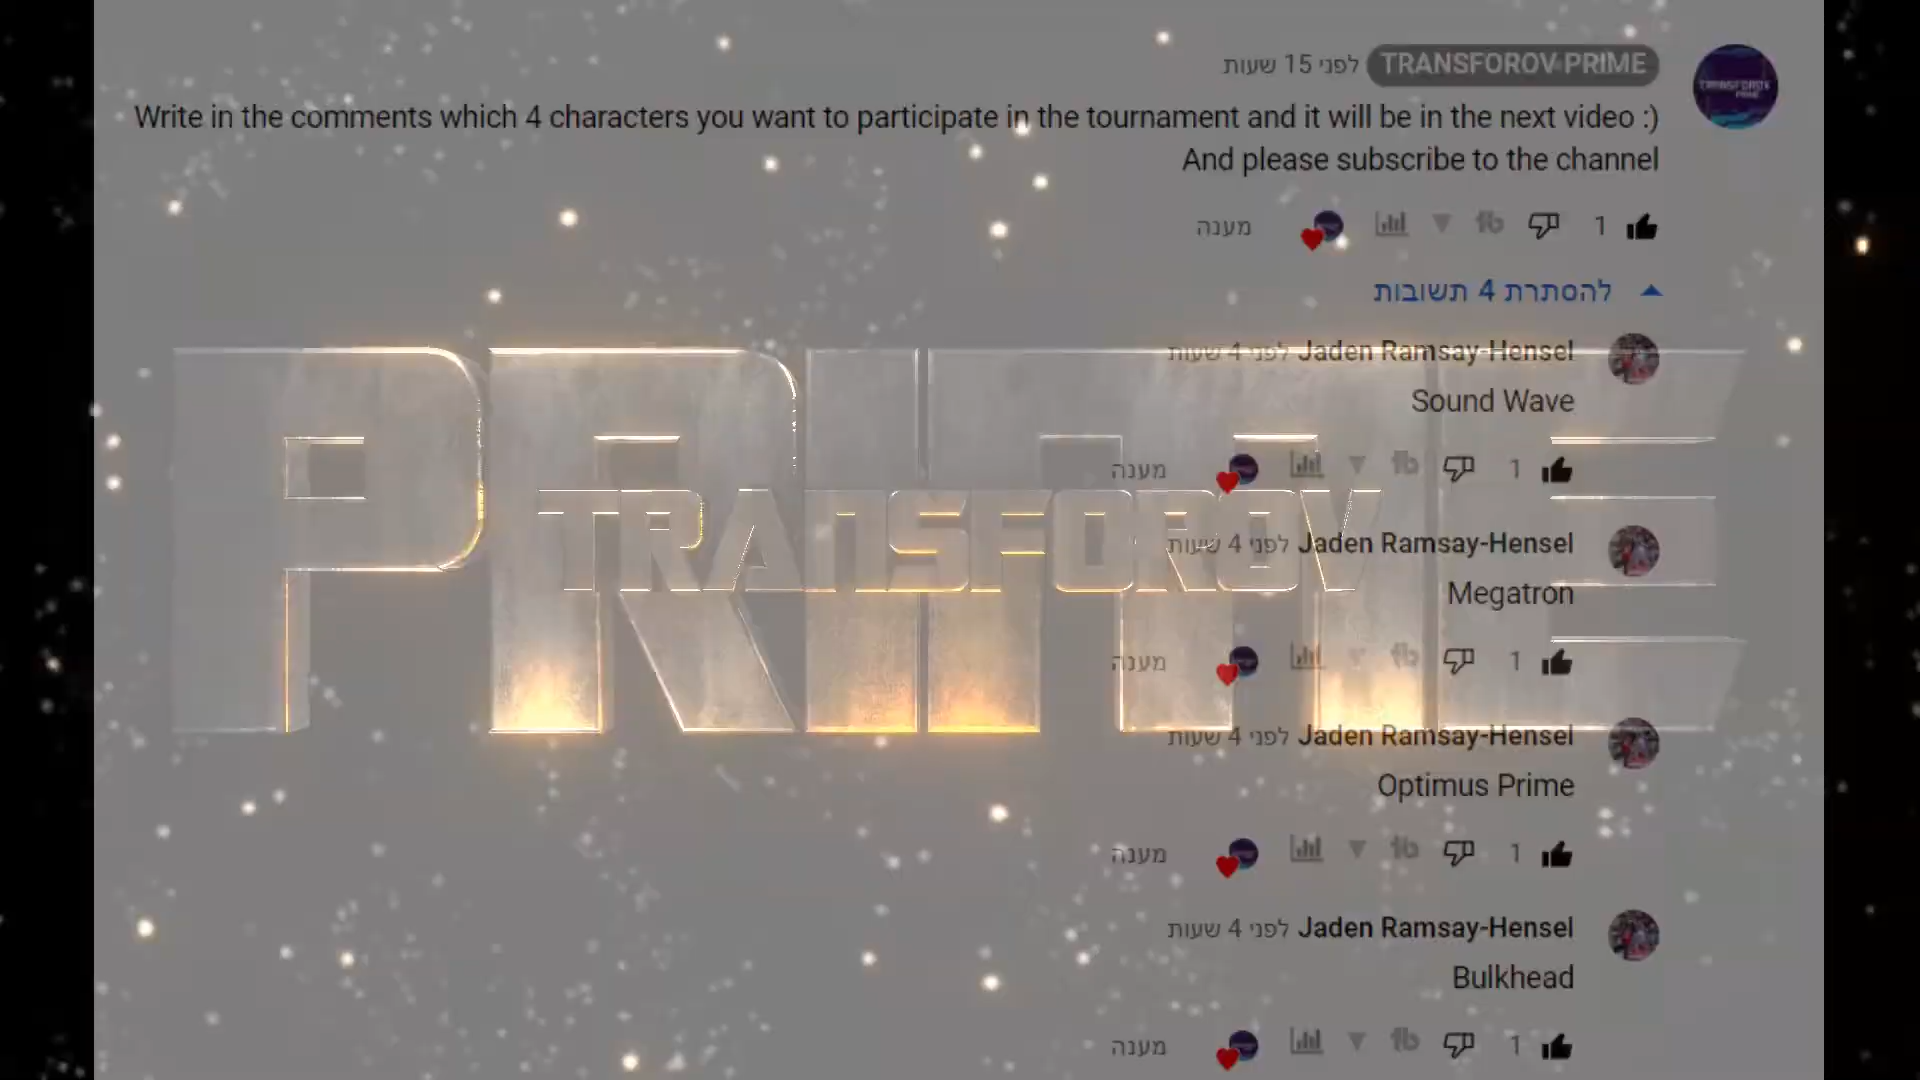 TRANSFOROV PRIME לפני 15 שעות
Write in the comments which 4 characters you want to participate in the tournament and it will be in the next video :)
And please subscribe to the channel
1 מענה
להסתרת 4 תשובות
Jaden Ramsay-Hensel לפני 4 שעות
Sound Wave
1 מענה
Jaden Ramsay-Hensel לפני 4 שעות
Megatron
1 מענה
Jaden Ramsay-Hensel לפני 4 שעות
Optimus Prime
1 מענה
Jaden Ramsay-Hensel לפני 4 שעות
Bulkhead
1 מענה
PRIME
TRANSFOROV
TRANSFOROV
PRIME